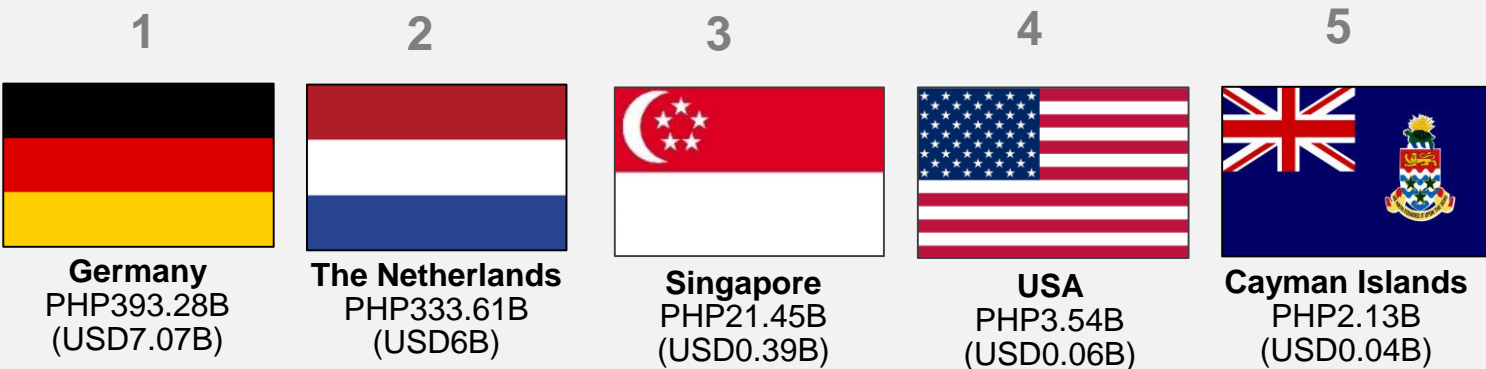 1
2
3
4
5
Germany
PHP393.28B
(USD7.07B)
The Netherlands
PHP333.61B
(USD6B)
Singapore
PHP21.45B
(USD0.39B)
USA
PHP3.54B
(USD0.06B)
Cayman Islands
PHP2.13B
(USD0.04B)